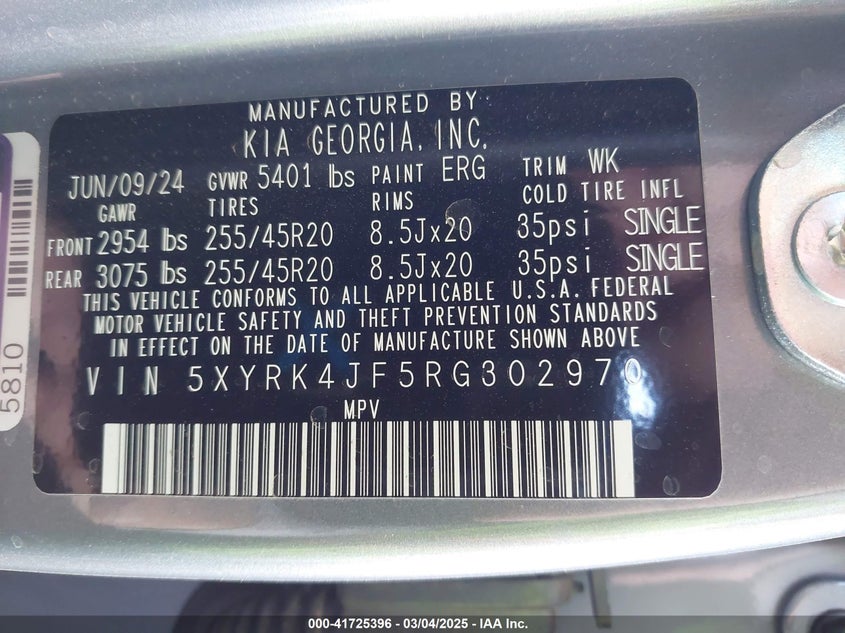 MANUFACTURED BY
KIA GEORGIA, INC.
JUN/09/24 GVWR 5401 lbs PAINT ERG TRIM WK
GAWR TIRES RIMS COLD TIRE INFL
FRONT 2954 lbs 255/45R20 8.5Jx20 35psi SINGLE
REAR 3075 lbs 255/45R20 8.5Jx20 35psi SINGLE
THIS VEHICLE CONFORMS TO ALL APPLICABLE U.S.A. FEDERAL
MOTOR VEHICLE SAFETY AND THEFT PREVENTION STANDARDS
IN EFFECT ON THE DATE OF MANUFACTURE SHOWN ABOVE
VIN 5XYRK4JF5RG302970
MPV
5810
000-41725396 - 03/04/2025 - IAA Inc.